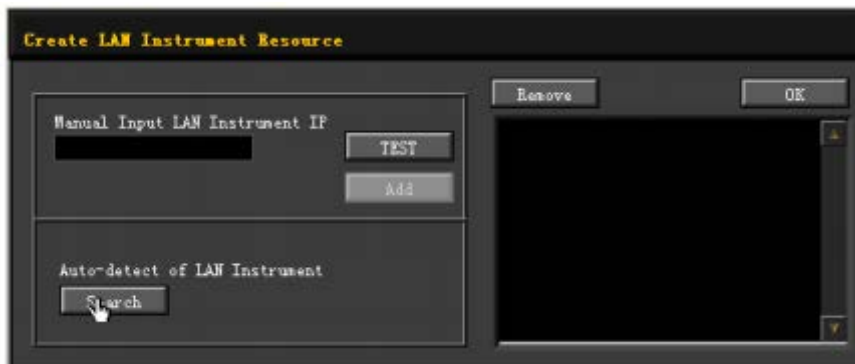 Create LAN Instrument Resource
Remove
OK
Manual Input LAN Instrument IP
TEST
Add
Auto-detect of LAN Instrument
Search